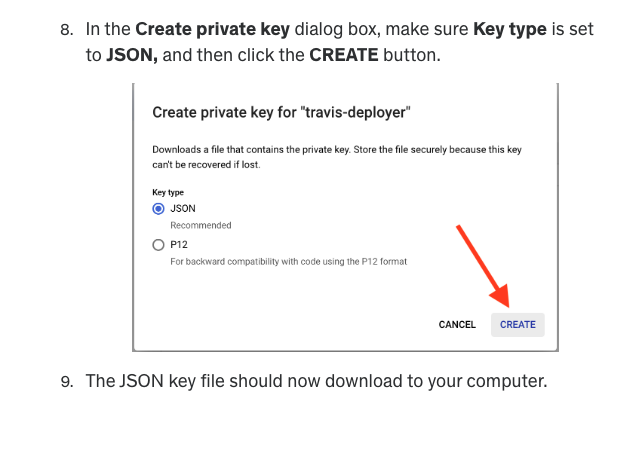 8. In the Create private key dialog box, make sure Key type is set
to JSON, and then click the CREATE button.
Create private key for "travis-deployer"
Downloads a file that contains the private key. Store the file securely because this key
can't be recovered if lost.
Key type
JSON
Recommended
P12
For backward compatibility with code using the P12 format
CANCEL CREATE
9. The JSON key file should now download to your computer.